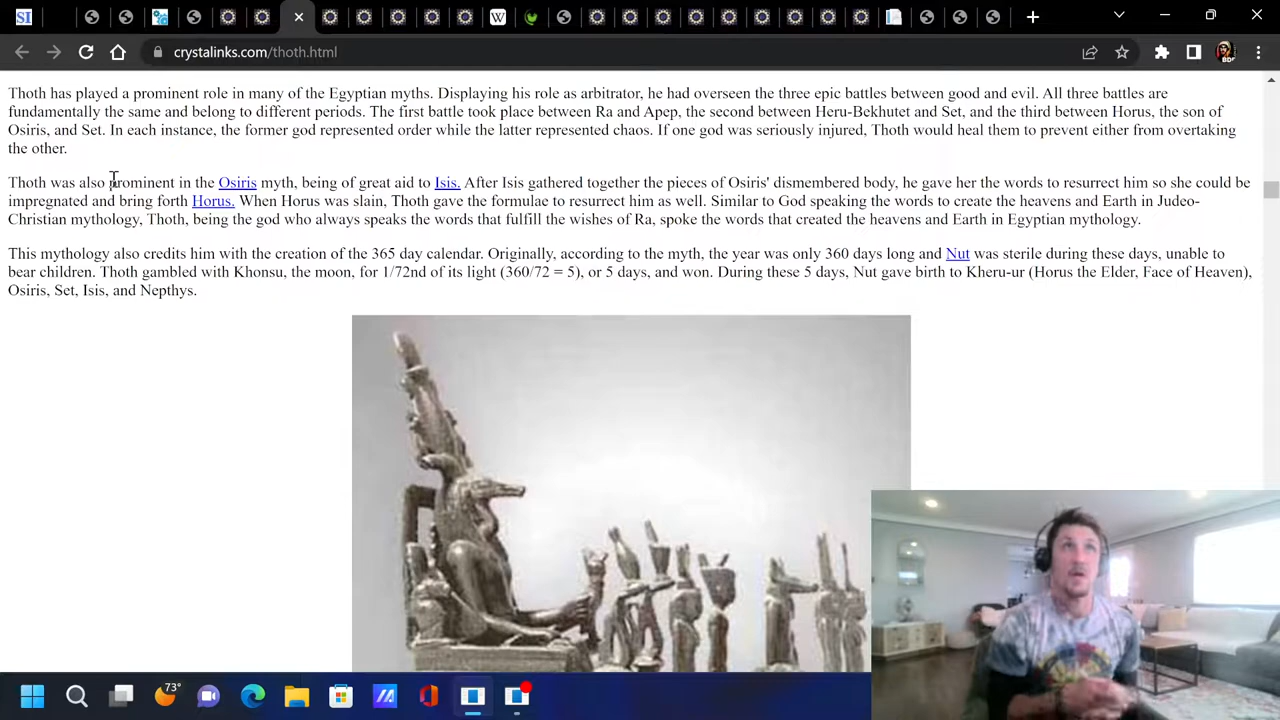 SI
W
crystalinks.com/thoth.html
BDF
Thoth has played a prominent role in many of the Egyptian myths. Displaying his role as arbitrator, he had overseen the three epic battles between good and evil. All three battles are
fundamentally the same and belong to different periods. The first battle took place between Ra and Apep, the second between Heru-Bekhutet and Set, and the third between Horus, the son of
Osiris, and Set. In each instance, the former god represented order while the latter represented chaos. If one god was seriously injured, Thoth would heal them to prevent either from overtaking
the other.
Thoth was also prominent in the Osiris myth, being of great aid to Isis. After Isis gathered together the pieces of Osiris' dismembered body, he gave her the words to resurrect him so she could be
impregnated and bring forth Horus. When Horus was slain, Thoth gave the formulae to resurrect him as well. Similar to God speaking the words to create the heavens and Earth in Judeo-
Christian mythology, Thoth, being the god who always speaks the words that fulfill the wishes of Ra, spoke the words that created the heavens and Earth in Egyptian mythology.
This mythology also credits him with the creation of the 365 day calendar. Originally, according to the myth, the year was only 360 days long and Nut was sterile during these days, unable to
bear children. Thoth gambled with Khonsu, the moon, for 1/72nd of its light (360/72 = 5), or 5 days, and won. During these 5 days, Nut gave birth to Kheru-ur (Horus the Elder, Face of Heaven),
Osiris, Set, Isis, and Nepthys.
73°